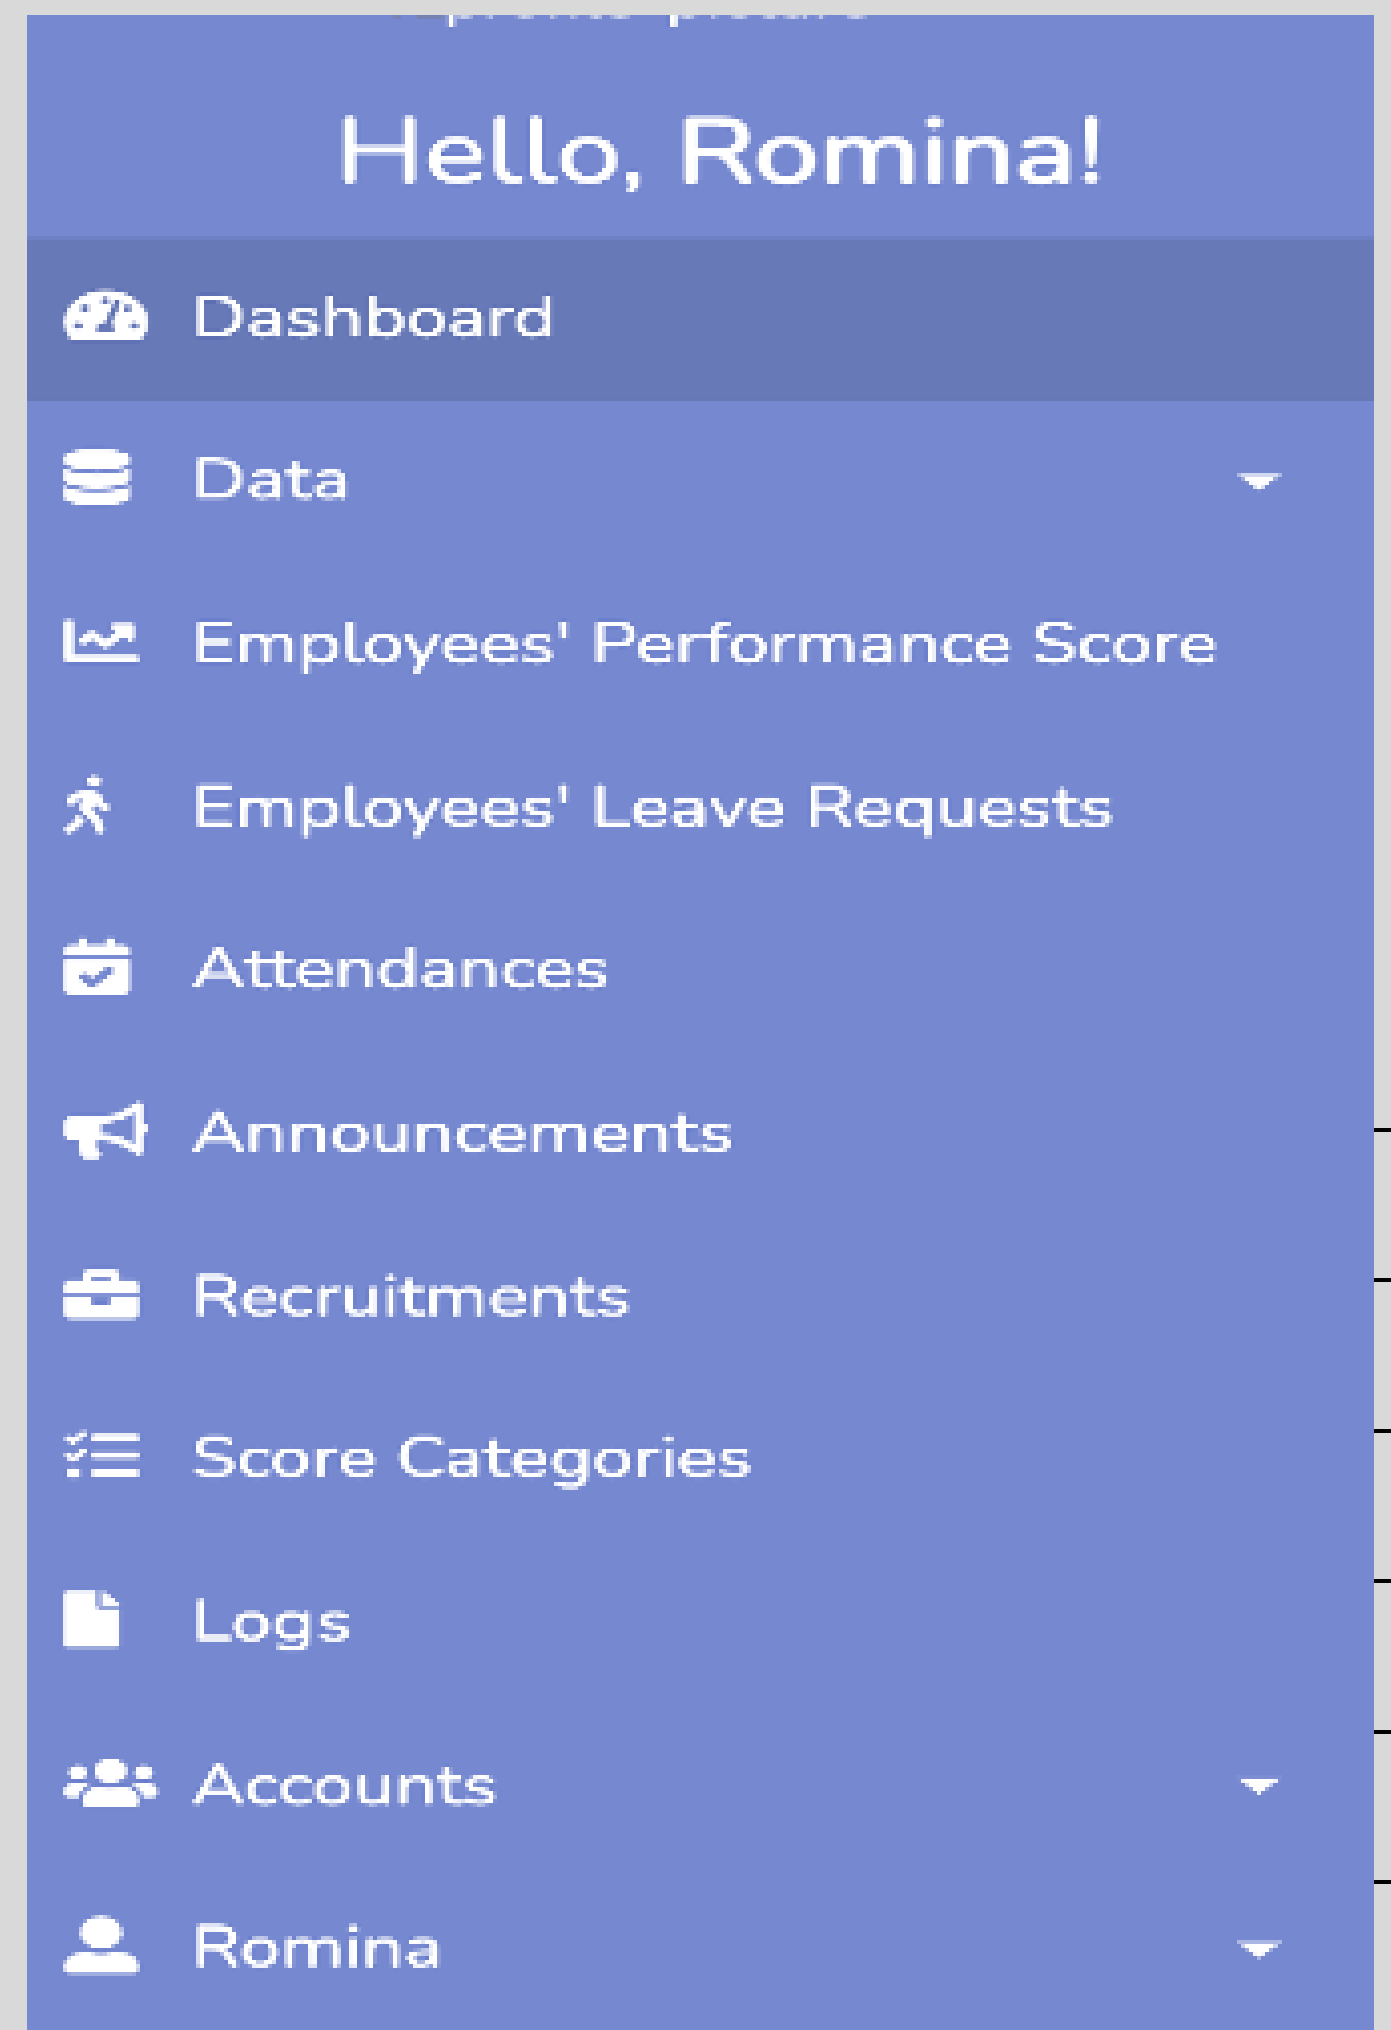 Hello, Romina!
Dashboard
Data
Employees' Performance Score
Employees' Leave Requests
Attendances
Announcements
Recruitments
Score Categories
Logs
Accounts
Romina